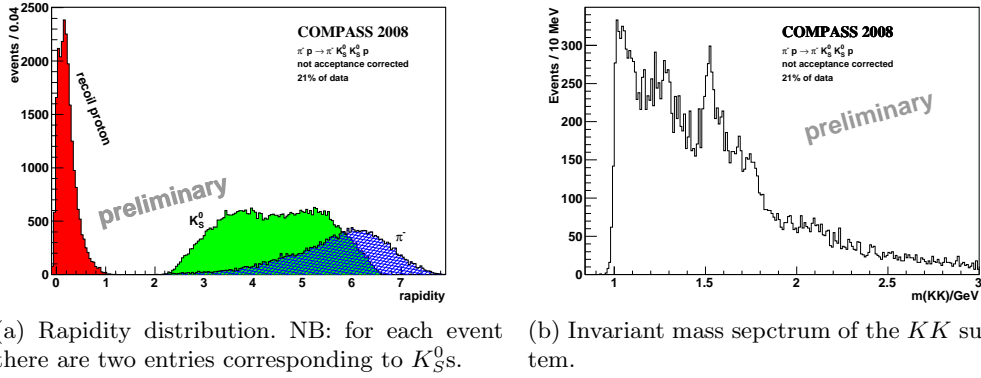 events / 0.04
2500
2000
1500
1000
500
0
0 1 2 3 4 5 6 7
rapidity
COMPASS 2008
π⁻ p → π⁻ K⁰S K⁰S p
not acceptance corrected
21% of data
recoil proton
preliminary
K⁰S
π⁻
Events / 10 MeV
300
250
200
150
100
50
0
1 1.5 2 2.5 3
m(KK)/GeV
COMPASS 2008
π⁻ p → π⁻ K⁰S K⁰S p
not acceptance corrected
21% of data
preliminary
a) Rapidity distribution. NB: for each event
here are two entries corresponding to K⁰Ss.
(b) Invariant mass sepctrum of the KK su
tem.